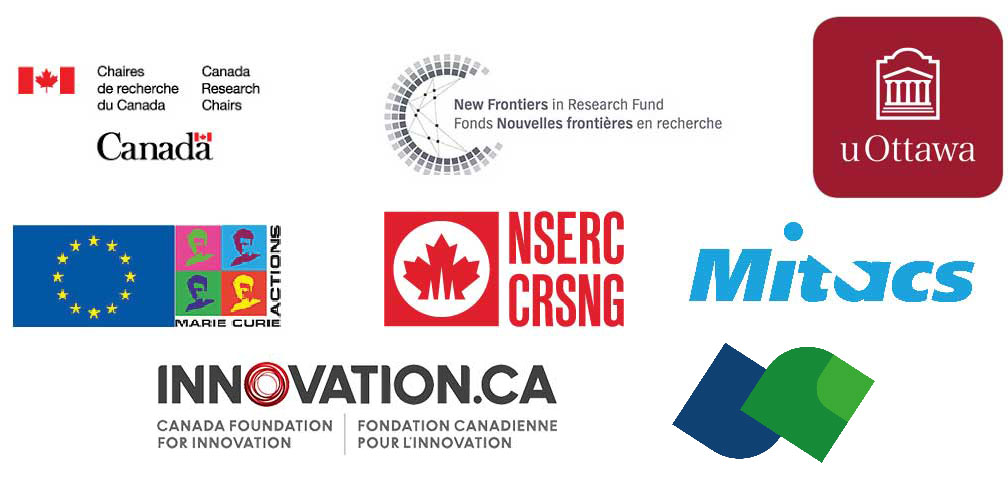 Chaires
de recherche
du Canada
Canada
Research
Chairs
Canada
New Frontiers in Research Fund
Fonds Nouvelles frontières en recherche
uOttawa
MARIE CURIE
ACTIONS
NSERC
CRSNG
Mitacs
INNOVATION.CA
CANADA FOUNDATION
FOR INNOVATION
FONDATION CANADIENNE
POUR L'INNOVATION